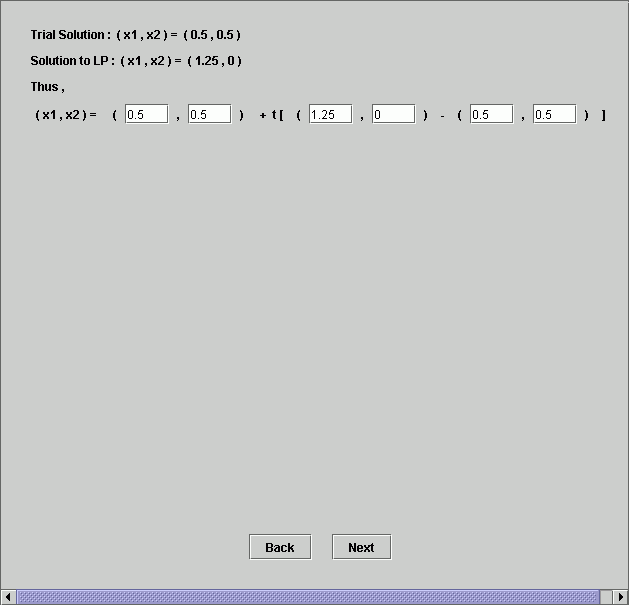 Trial Solution : ( x1 , x2 ) = ( 0.5 , 0.5 )
Solution to LP : ( x1 , x2 ) = ( 1.25 , 0 )
Thus ,
( x1 , x2 ) = ( 0.5 , 0.5 ) + t [ ( 1.25 , 0 ) - ( 0.5 , 0.5 ) ]
Back Next